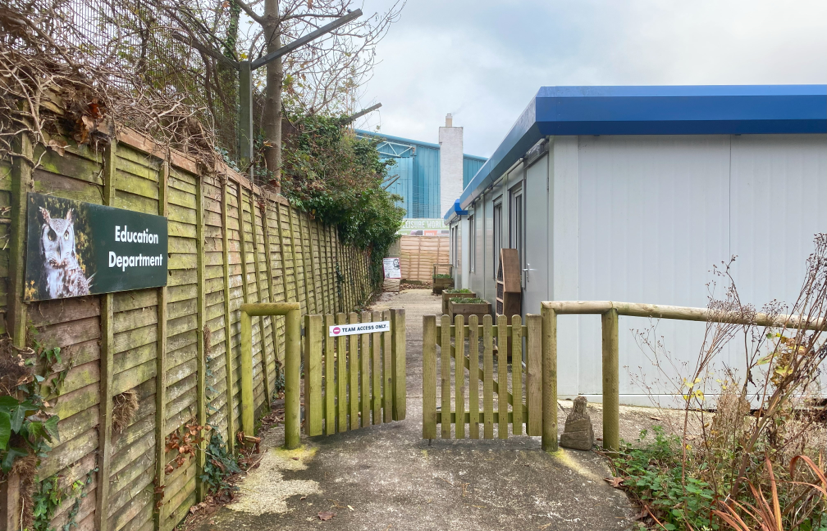 Education
Department
TEAM ACCESS ONLY